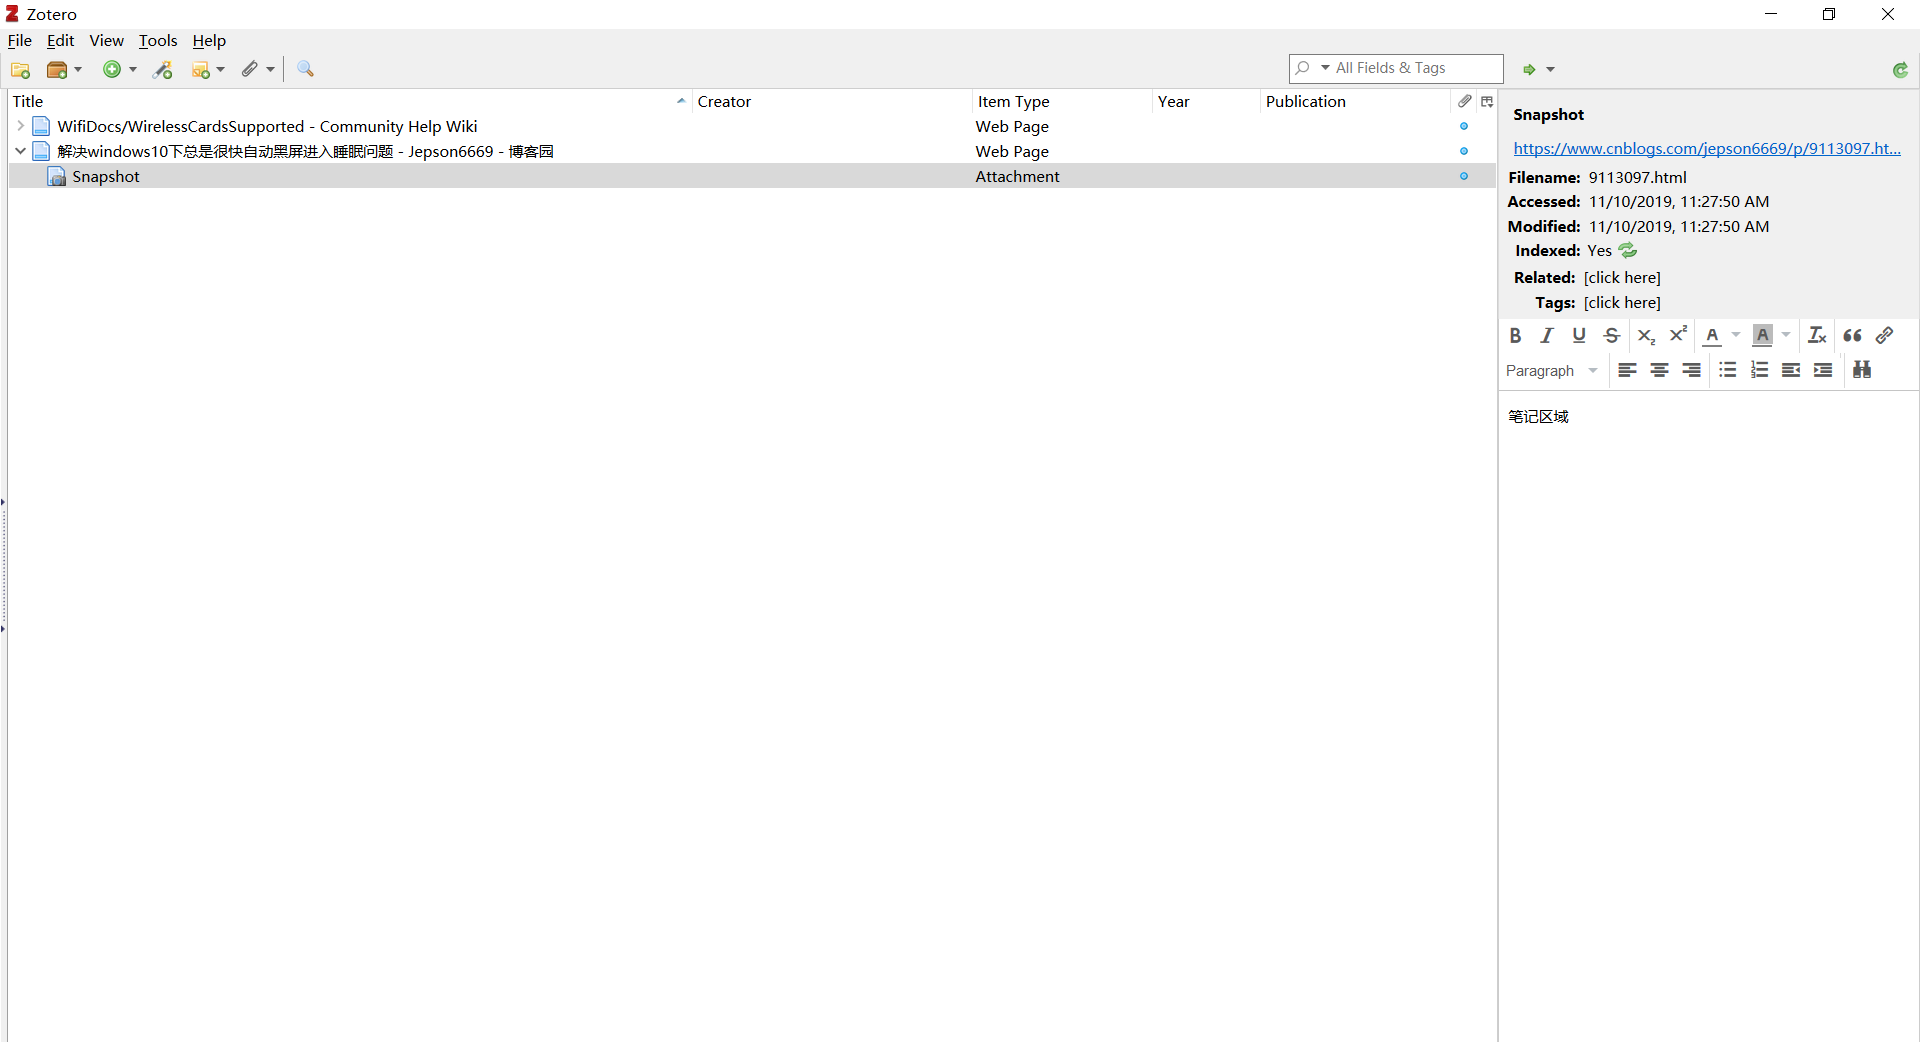 Zotero
File Edit View Tools Help
All Fields & Tags
Title Creator Item Type Year Publication
WifiDocs/WirelessCardsSupported - Community Help Wiki Web Page
解决windows10下总是很快自动黑屏进入睡眠问题 - Jepson6669 - 博客园 Web Page
Snapshot Attachment
Snapshot
https://www.cnblogs.com/jepson6669/p/9113097.ht...
Filename: 9113097.html
Accessed: 11/10/2019, 11:27:50 AM
Modified: 11/10/2019, 11:27:50 AM
Indexed: Yes
Related: [click here]
Tags: [click here]
Paragraph
笔记区域